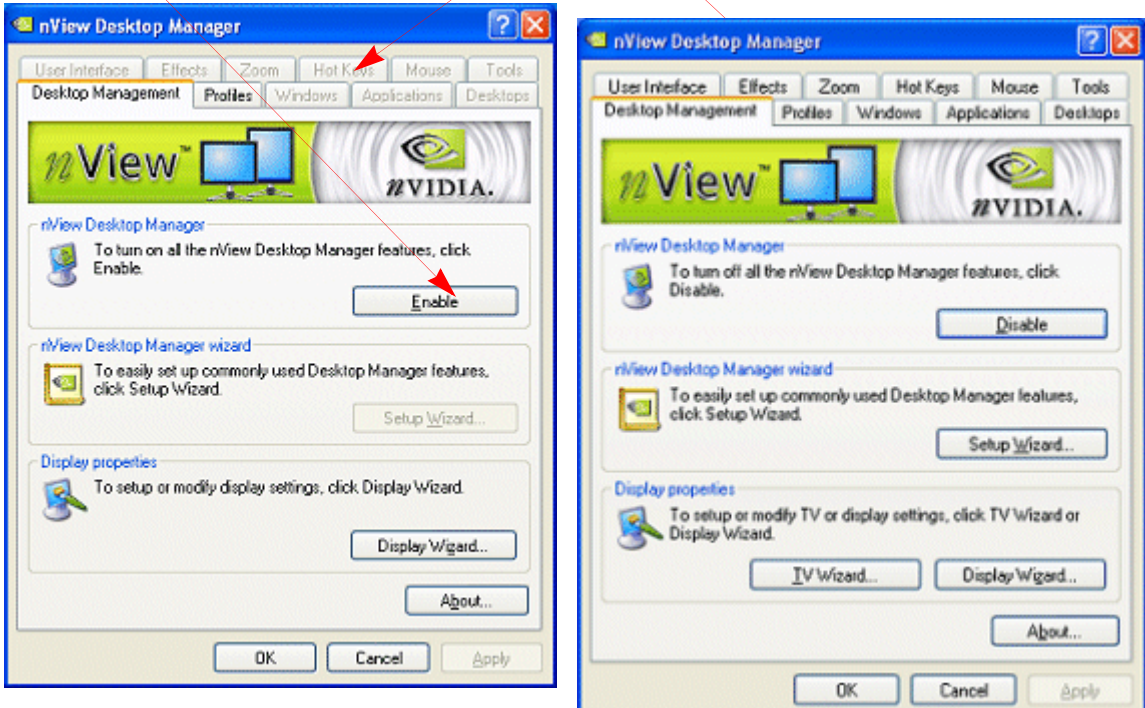 nView Desktop Manager
User Interface Effects Zoom Hot Keys Mouse Tools
Desktop Management Profiles Windows Applications Desktops
nView™ nVIDIA.
nView Desktop Manager
To turn on all the nView Desktop Manager features, click
Enable.
Enable
nView Desktop Manager wizard
To easily set up commonly used Desktop Manager features,
click Setup Wizard.
Setup Wizard...
Display properties
To setup or modify display settings, click Display Wizard.
Display Wizard...
About...
OK Cancel Apply
nView Desktop Manager
User Interface Effects Zoom Hot Keys Mouse Tools
Desktop Management Profiles Windows Applications Desktops
nView™ nVIDIA.
nView Desktop Manager
To turn off all the nView Desktop Manager features, click
Disable.
Disable
nView Desktop Manager wizard
To easily set up commonly used Desktop Manager features,
click Setup Wizard.
Setup Wizard...
Display properties
To setup or modify TV or display settings, click TV Wizard or
Display Wizard.
TV Wizard... Display Wizard...
About...
OK Cancel Apply